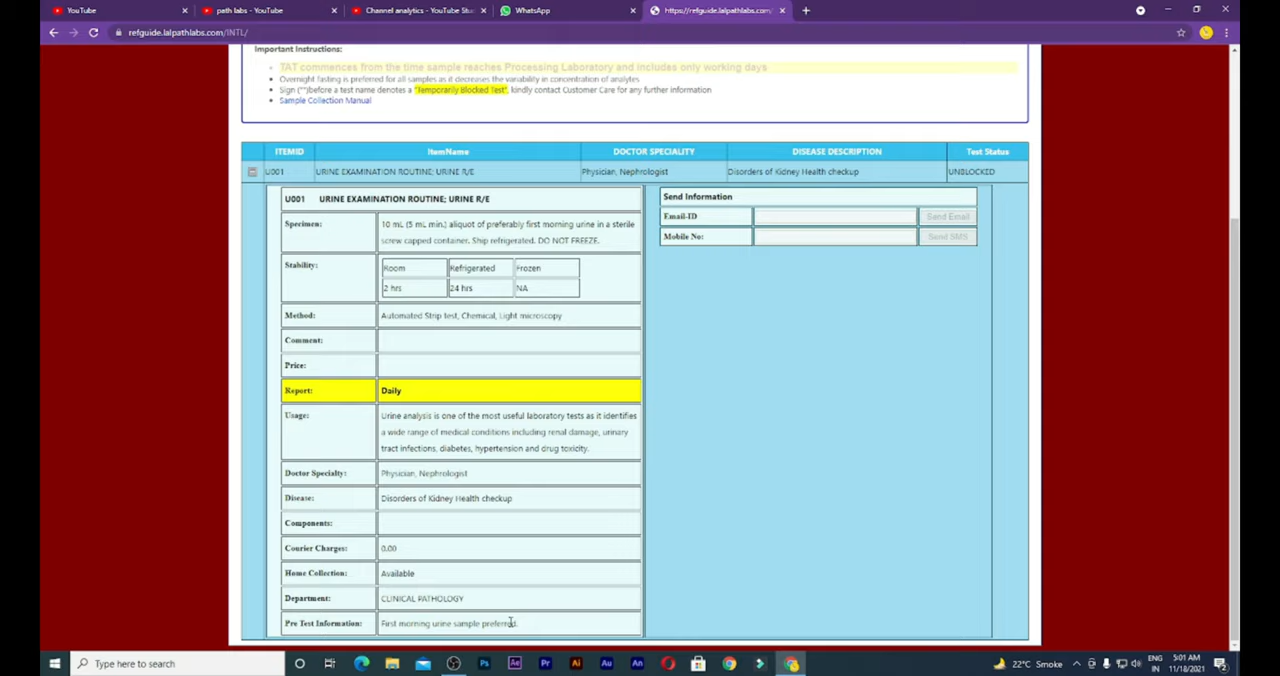 YouTube
path labs - YouTube
Channel analytics - YouTube Stu
WhatsApp
https://refguide.lalpathlabs.com/
refguide.lalpathlabs.com/INTL/
Important Instructions:
TAT commences from the time sample reaches Processing Laboratory and includes only working days
Overnight fasting is preferred for all samples as it decreases the variability in concentration of analytes
Sign (**)before a test name denotes a "Temporarily Blocked Test", kindly contact Customer Care for any further information
Sample Collection Manual
ITEMID ItemName DOCTOR SPECIALITY DISEASE DESCRIPTION Test Status
U001 URINE EXAMINATION ROUTINE; URINE R/E Physician, Nephrologist Disorders of Kidney Health checkup UNBLOCKED
U001 URINE EXAMINATION ROUTINE; URINE R/E
Specimen: 10 mL (5 mL min.) aliquot of preferably first morning urine in a sterile
screw capped container. Ship refrigerated. DO NOT FREEZE.
Stability: Room Refrigerated Frozen
2 hrs 24 hrs NA
Method: Automated Strip test, Chemical, Light microscopy
Comment:
Price:
Report: Daily
Usage: Urine analysis is one of the most useful laboratory tests as it identifies
a wide range of medical conditions including renal damage, urinary
tract infections, diabetes, hypertension and drug toxicity.
Doctor Specialty: Physician, Nephrologist
Disease: Disorders of Kidney Health checkup
Components:
Courier Charges: 0.00
Home Collection: Available
Department: CLINICAL PATHOLOGY
Pre Test Information: First morning urine sample preferred.
Send Information
Email-ID Send Email
Mobile No: Send SMS
Type here to search
Ps Ae Pr Ai Au An
22°C Smoke
ENG
IN
5:01 AM
11/18/2021
2